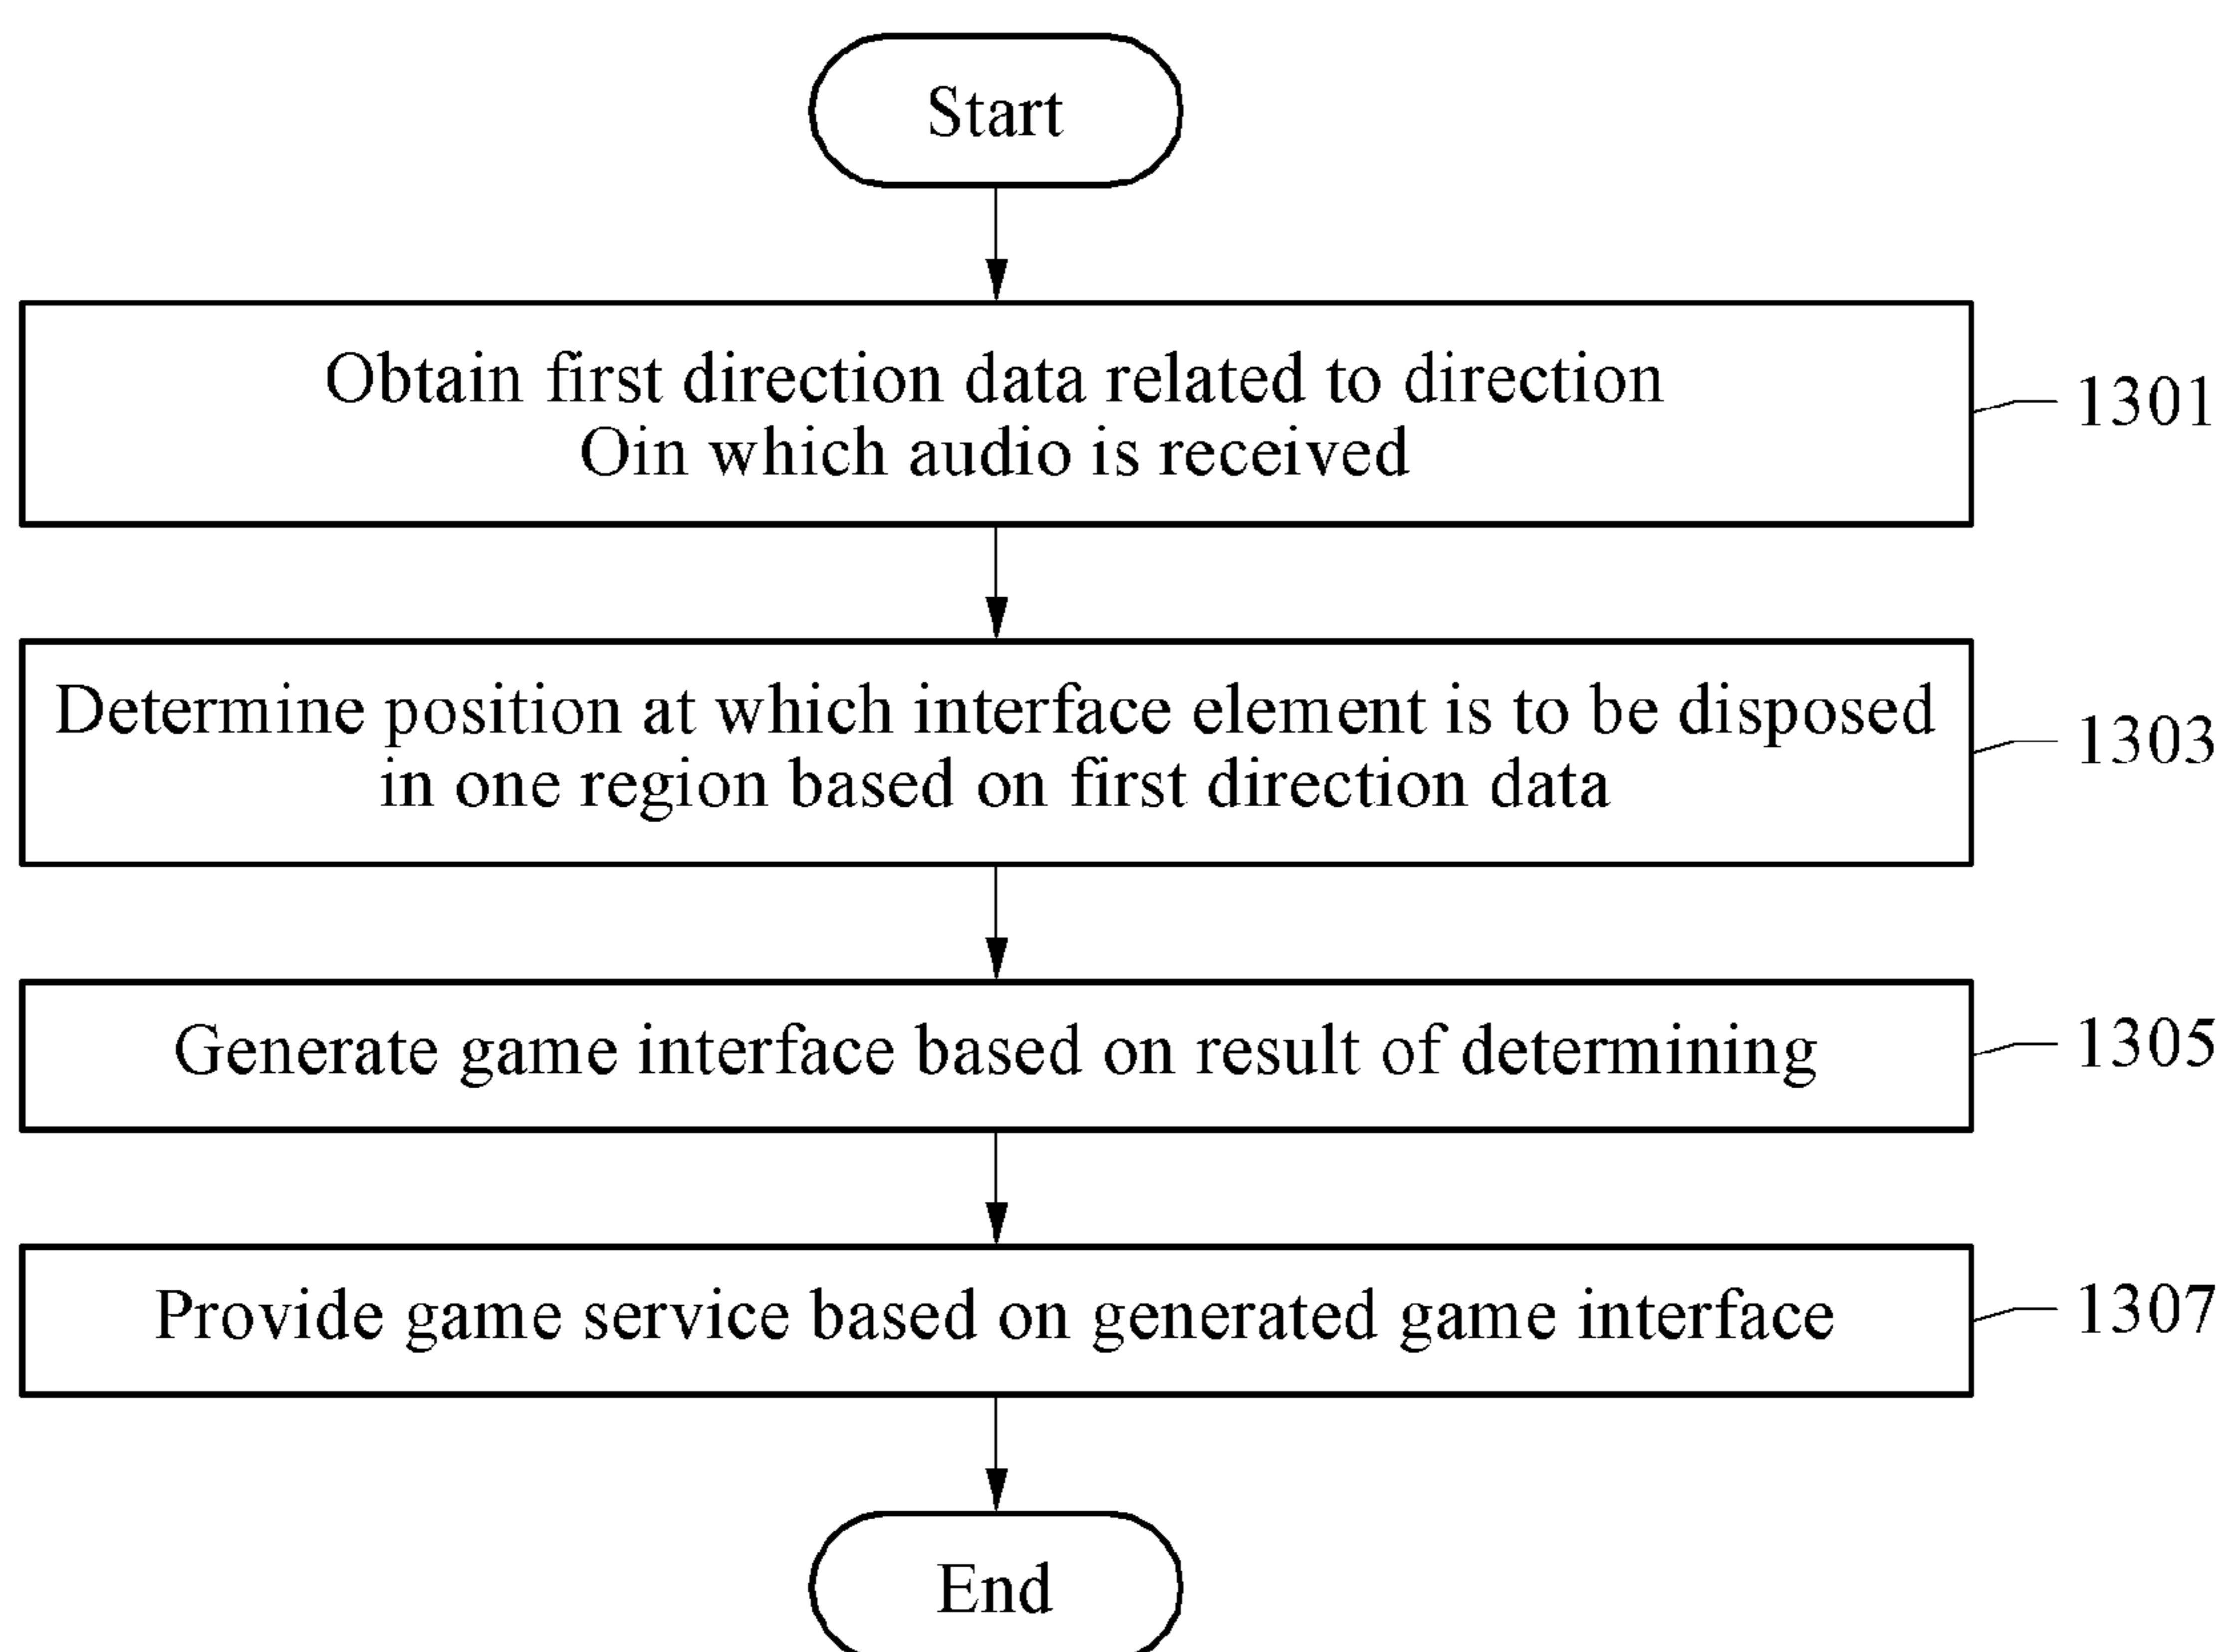 Start
Obtain first direction data related to direction
Oin which audio is received
1301
Determine position at which interface element is to be disposed
in one region based on first direction data
1303
Generate game interface based on result of determining
1305
Provide game service based on generated game interface
1307
End